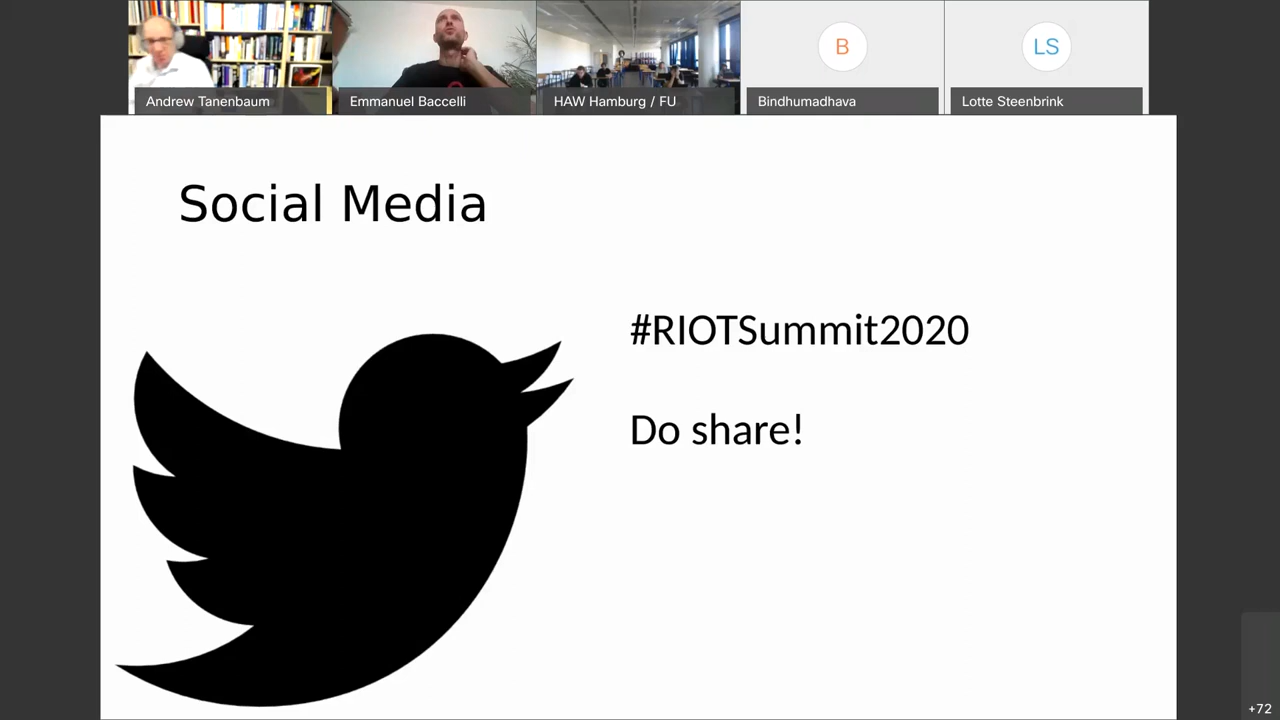 Andrew Tanenbaum
Emmanuel Baccelli
HAW Hamburg / FU
B
Bindhumadhava
LS
Lotte Steenbrink
Social Media
#RIOTSummit2020
Do share!
+72